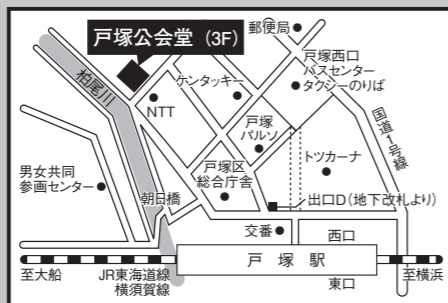 戸塚公会堂 (3F)
郵便局
柏尾川
ケンタッキー
戸塚西口
バスセンター
タクシーのりば
NTT
国道1号線
戸塚
パルソ
トツカーナ
男女共同
参画センター
戸塚区
総合庁舎
朝日橋
出口D(地下改札より)
交番
西口
戸塚駅
至大船
JR東海道線
横須賀線
東口
至横浜